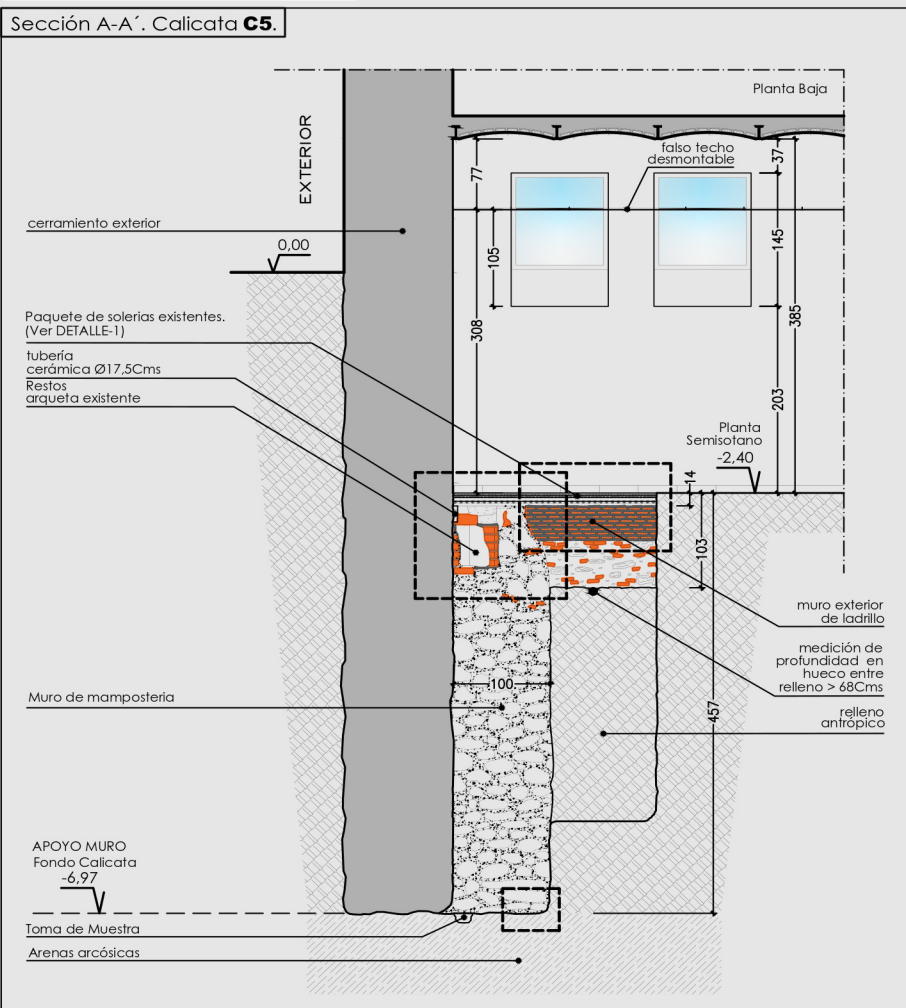 Sección A-A´. Calicata C5.
Planta Baja
EXTERIOR
falso techo
desmontable
37
77
cerramiento exterior
0,00
105
145
308
385
Paquete de solerias existentes.
(Ver DETALLE-1)
tubería
cerámica Ø17,5Cms
Restos
arqueta existente
203
Planta
Semisotano
-2,40
14
103
muro exterior
de ladrillo
medición de
profundidad en
hueco entre
relleno > 68Cms
100
Muro de mamposteria
457
relleno
antrópico
APOYO MURO
Fondo Calicata
-6,97
Toma de Muestra
Arenas arcósicas